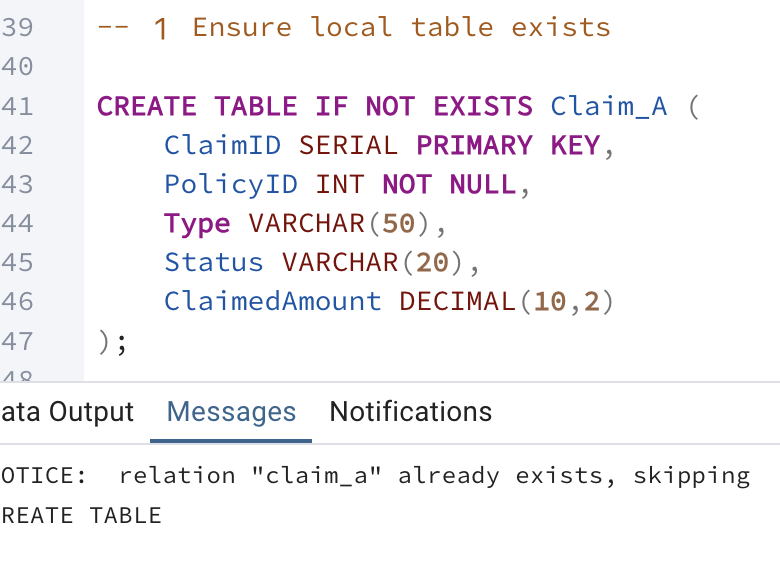 39 -- 1 Ensure local table exists
40
41 CREATE TABLE IF NOT EXISTS Claim_A (
42 ClaimID SERIAL PRIMARY KEY,
43 PolicyID INT NOT NULL,
44 Type VARCHAR(50),
45 Status VARCHAR(20),
46 ClaimedAmount DECIMAL(10,2)
47 );
48
ata Output Messages Notifications
OTICE:  relation "claim_a" already exists, skipping
REATE TABLE